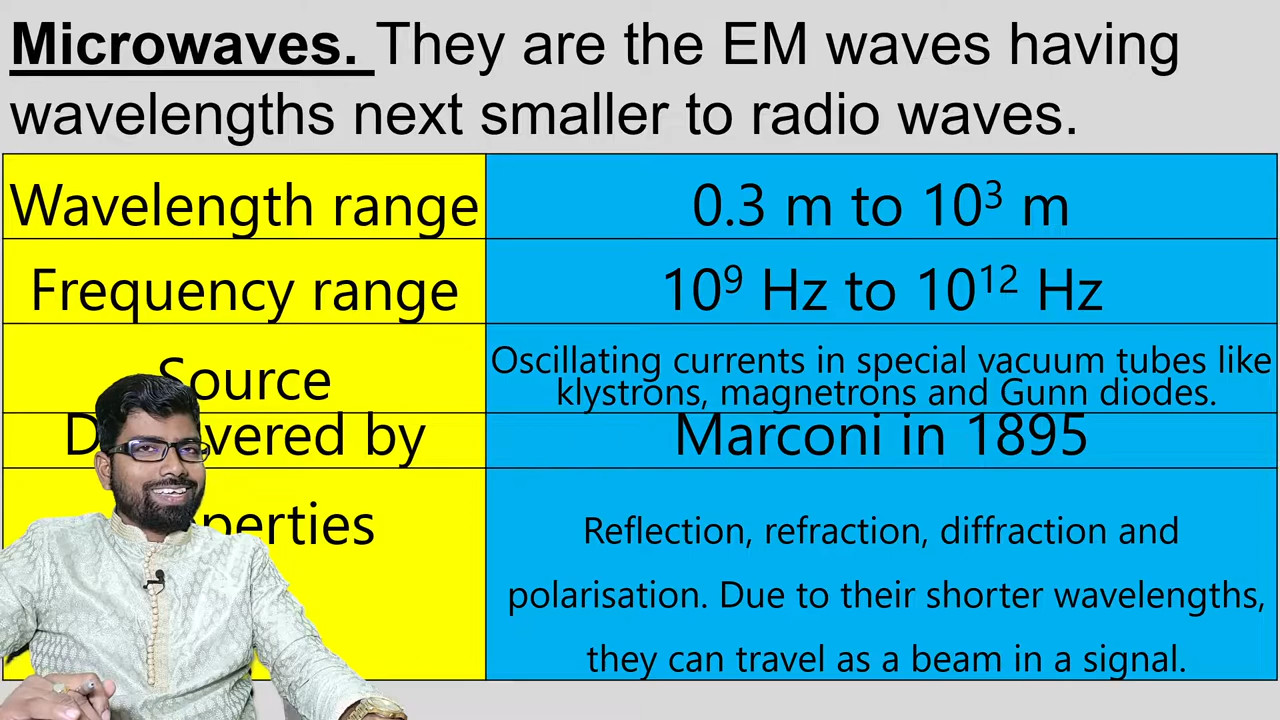 Microwaves. They are the EM waves having
wavelengths next smaller to radio waves.
Wavelength range 0.3 m to 10³ m
Frequency range 10⁹ Hz to 10¹² Hz
Source Oscillating currents in special vacuum tubes like
klystrons, magnetrons and Gunn diodes.
by Marconi in 1895
Reflection, refraction, diffraction and
polarisation. Due to their shorter wavelengths,
they can travel as a beam in a signal.